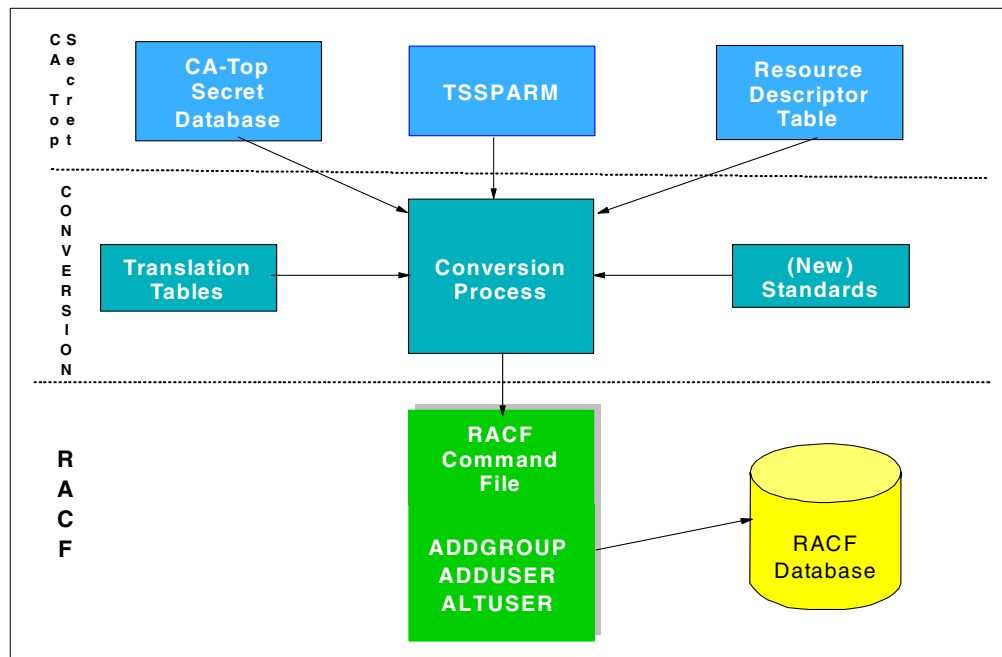 CA Top
Secret
CA-Top
Secret
Database
TSSPARM
Resource
Descriptor
Table
CONVERSION
Translation
Tables
Conversion
Process
(New)
Standards
RACF
RACF
Command
File
ADDGROUP
ADDUSER
ALTUSER
RACF
Database